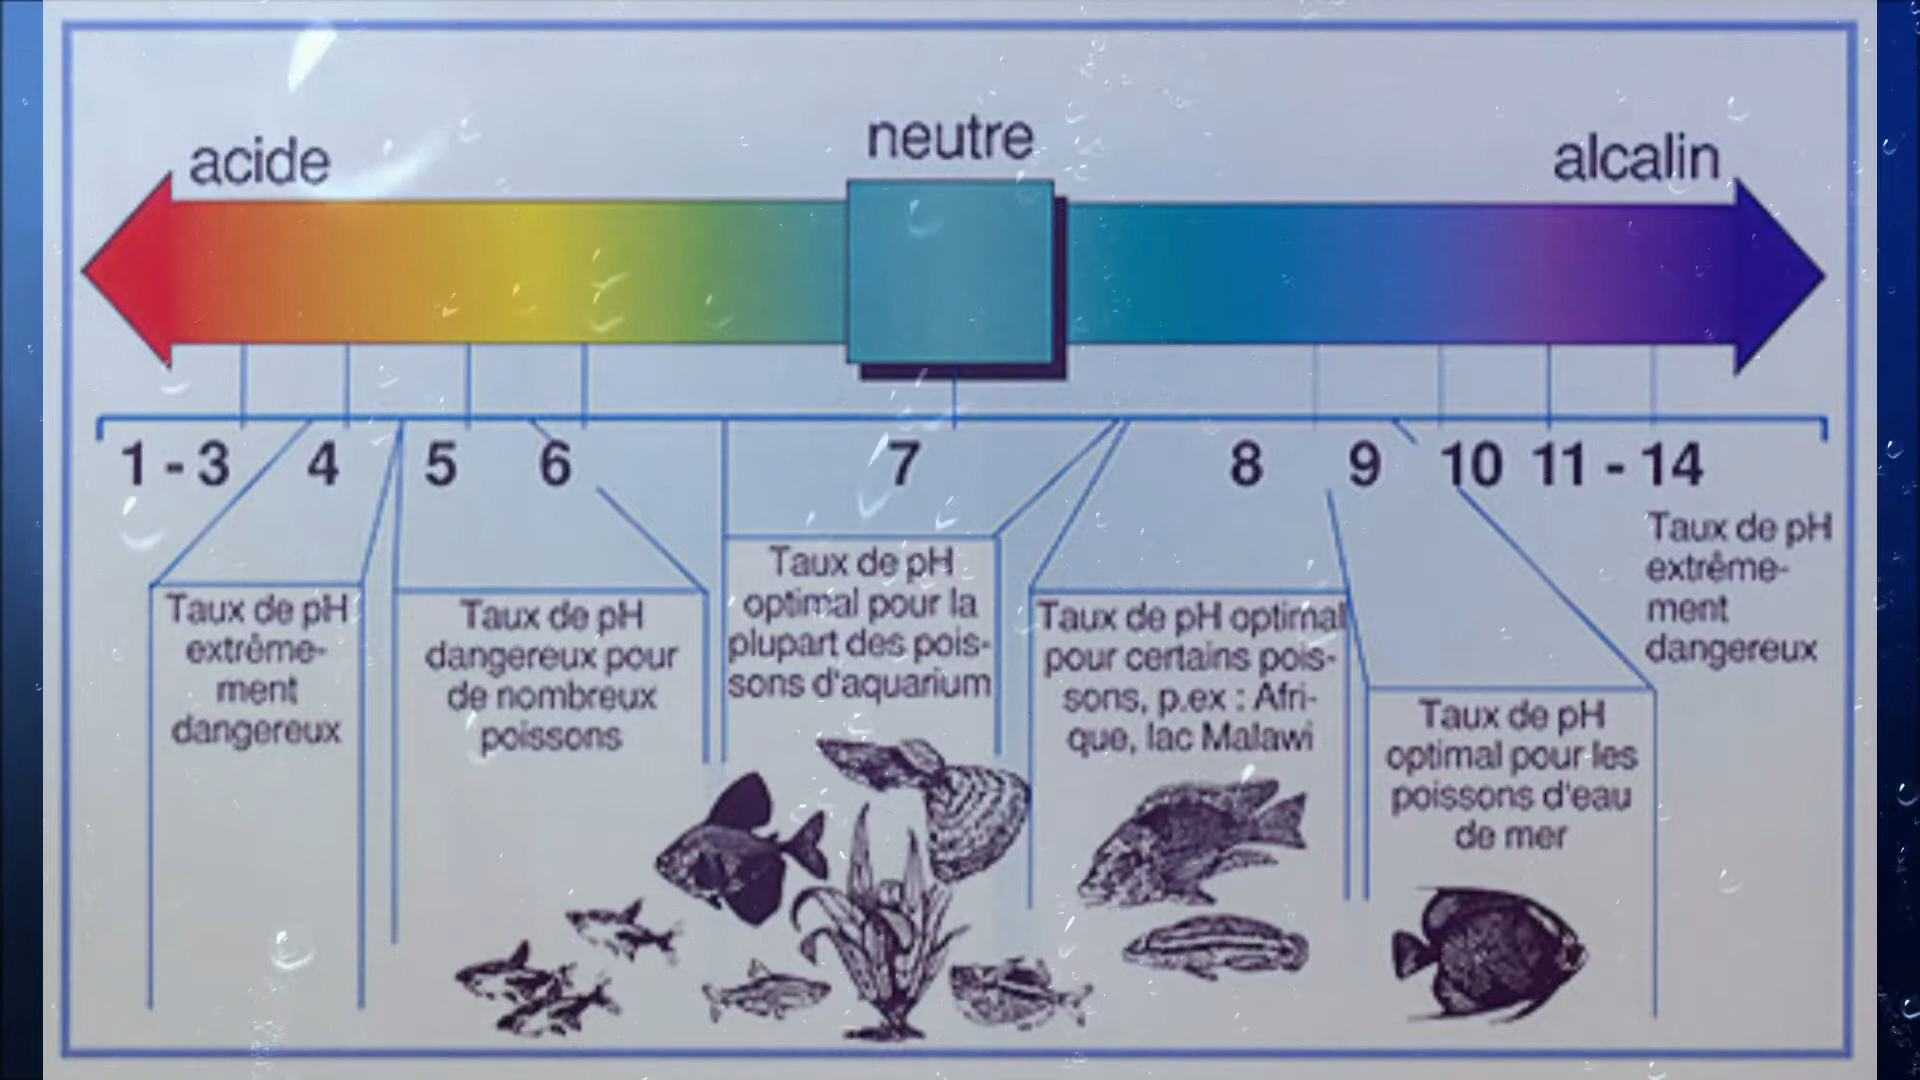 acide
neutre
alcalin
1 - 3 4 5 6 7 8 9 10 11 - 14
Taux de pH
extrême-
ment
dangereux
Taux de pH
dangereux pour
de nombreux
poissons
Taux de pH
optimal pour la
plupart des pois-
sons d'aquarium
Taux de pH optimal
pour certains pois-
sons, p.ex : Afri-
que, lac Malawi
Taux de pH
optimal pour les
poissons d'eau
de mer
Taux de pH
extrême-
ment
dangereux